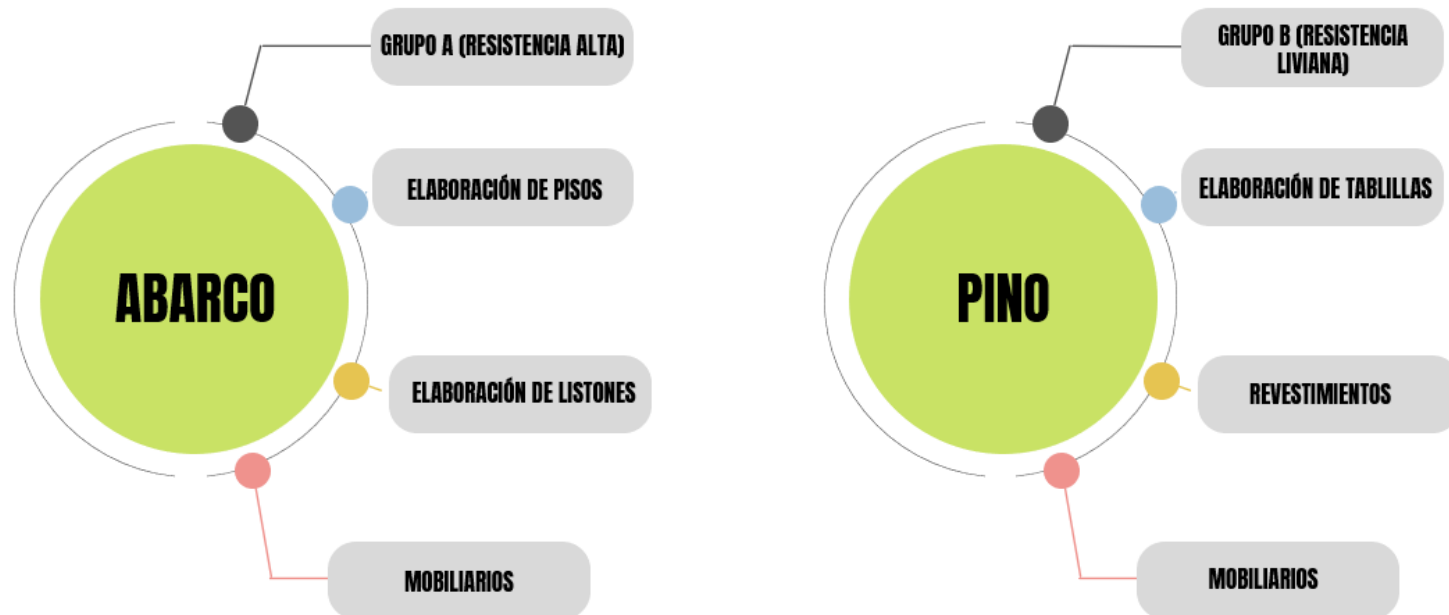 ABARCO
GRUPO A (RESISTENCIA ALTA)
ELABORACIÓN DE PISOS
ELABORACIÓN DE LISTONES
MOBILIARIOS
PINO
GRUPO B (RESISTENCIA
LIVIANA)
ELABORACIÓN DE TABLILLAS
REVESTIMIENTOS
MOBILIARIOS